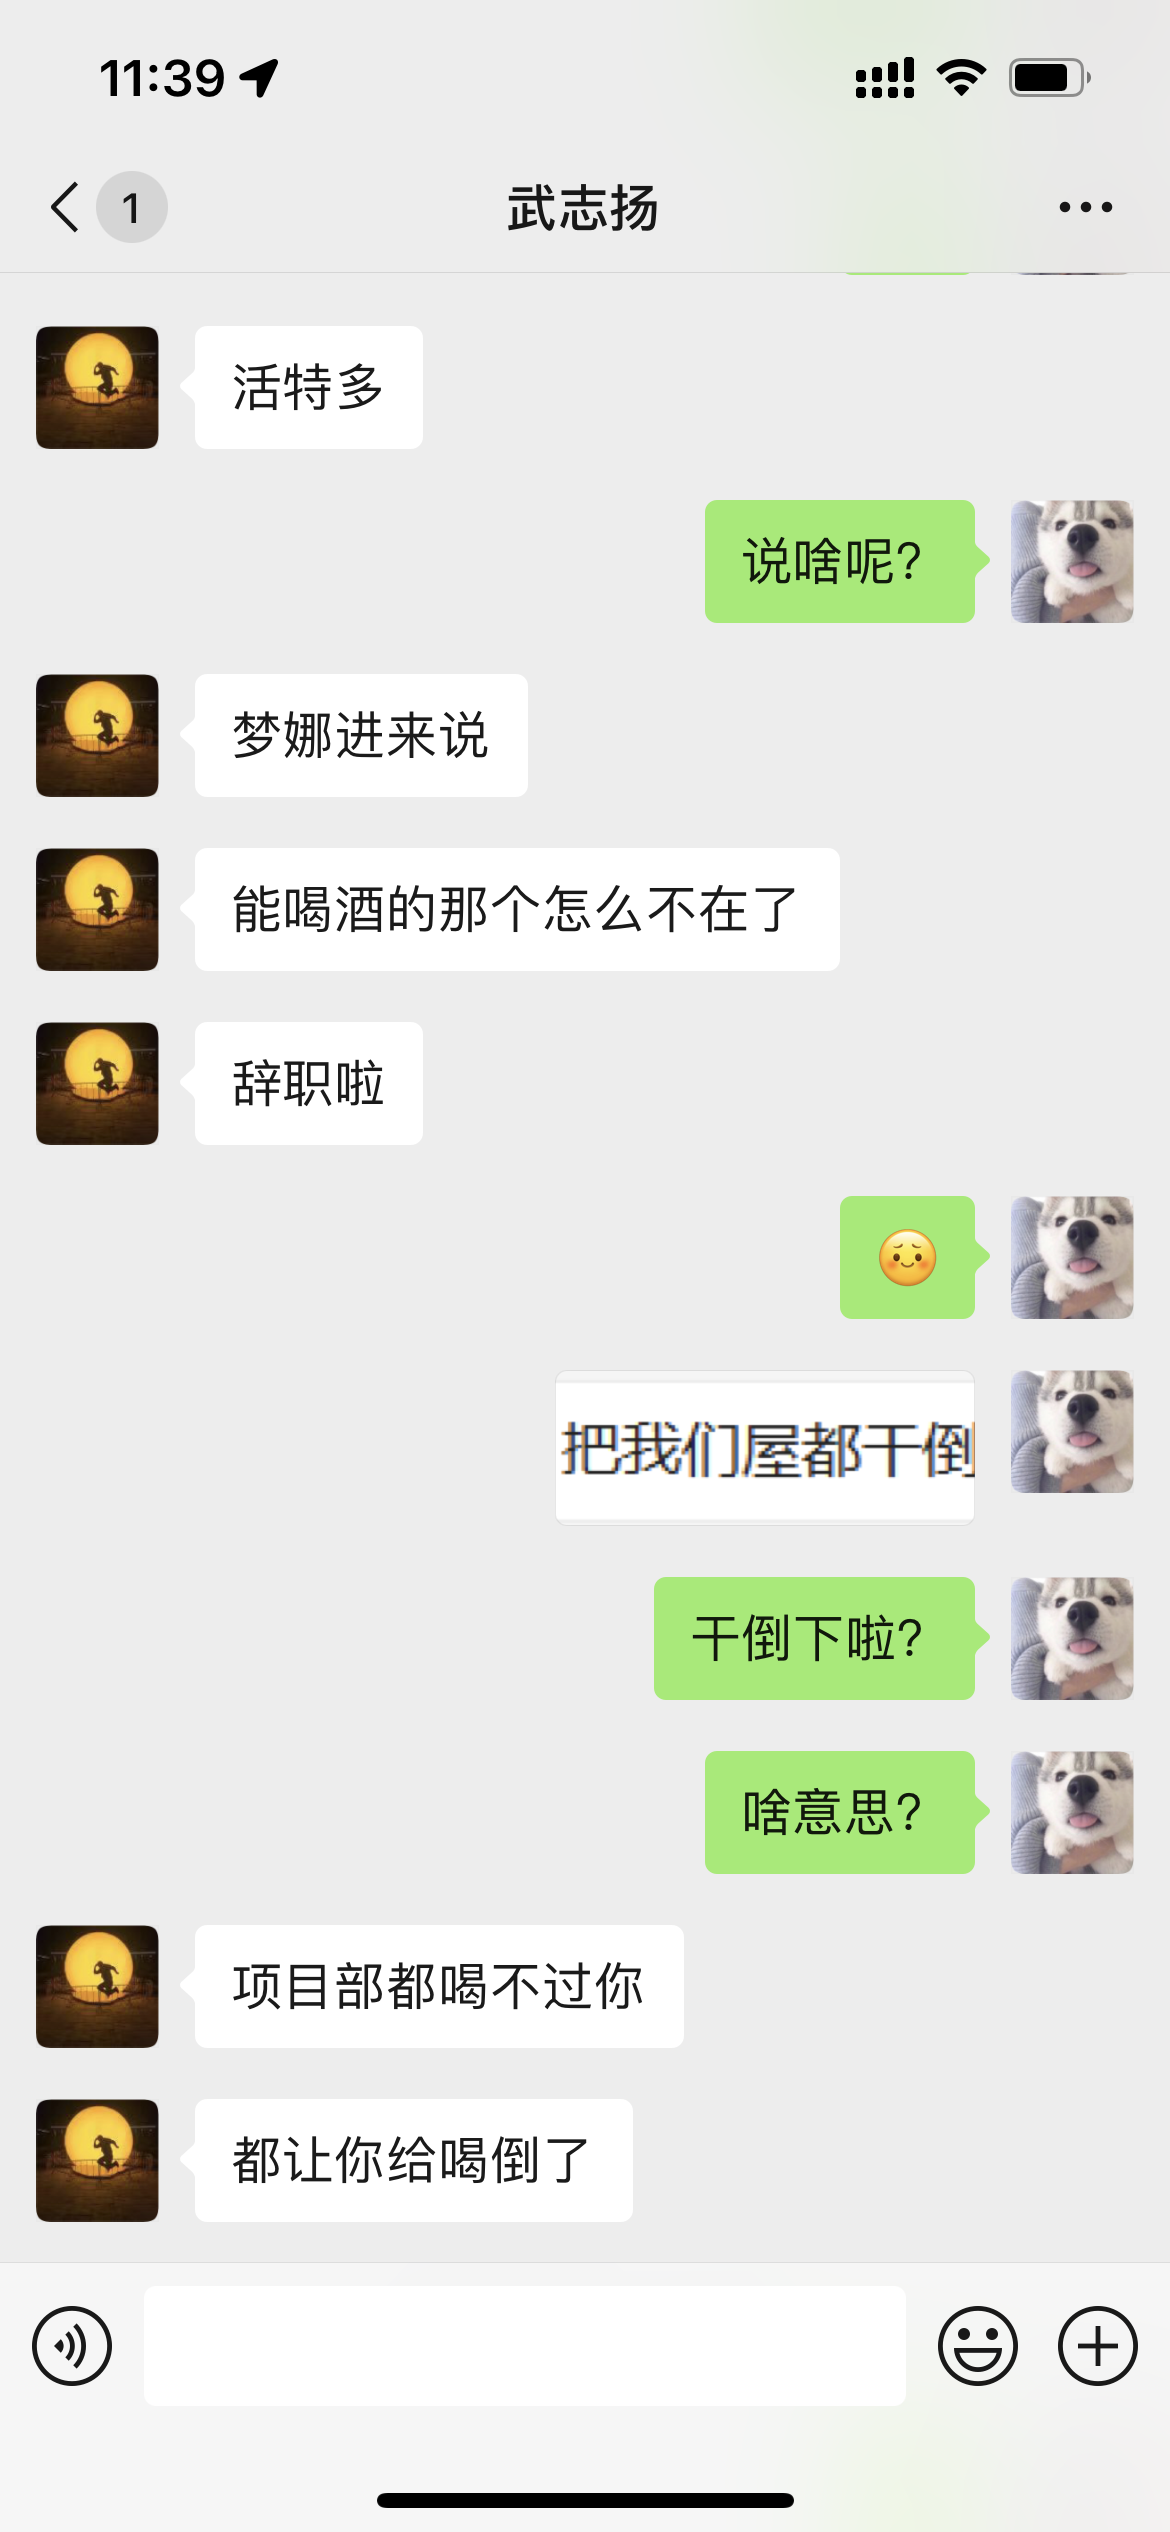 11:39
1
武志扬
活特多
说啥呢?
梦娜进来说
能喝酒的那个怎么不在了
辞职啦
把我们屋都干倒
干倒下啦?
啥意思?
项目部都喝不过你
都让你给喝倒了